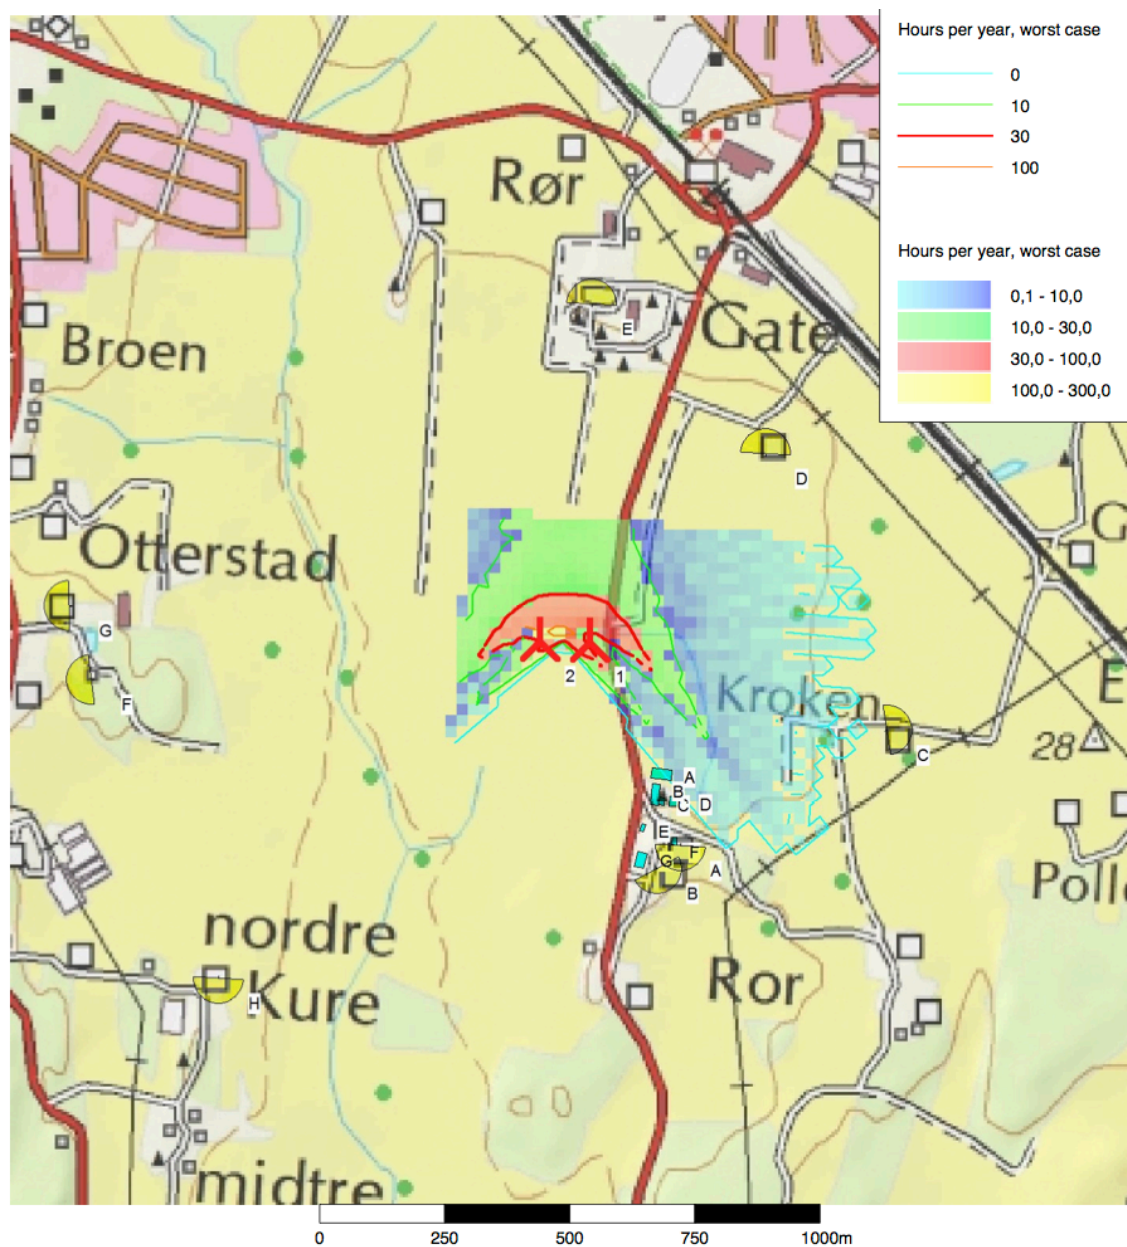 Hours per year, worst case
0
10
30
100
Hours per year, worst case
0,1 - 10,0
10,0 - 30,0
30,0 - 100,0
100,0 - 300,0
Rør
E
Gate
Broen
D
Otterstad
G
G
F
2
1
Kroken
E
28
C
A
B
C
D
E
F
G
A
B
Poll
nordre
Kure
H
Ror
midtre
0
250
500
750
1000m